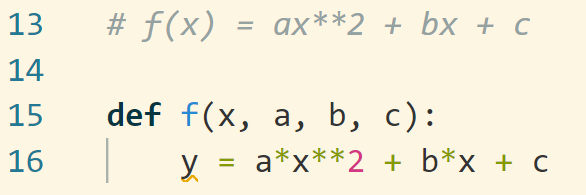 13 # f(x) = ax**2 + bx + c
14
15 def f(x, a, b, c):
16     y = a*x**2 + b*x + c